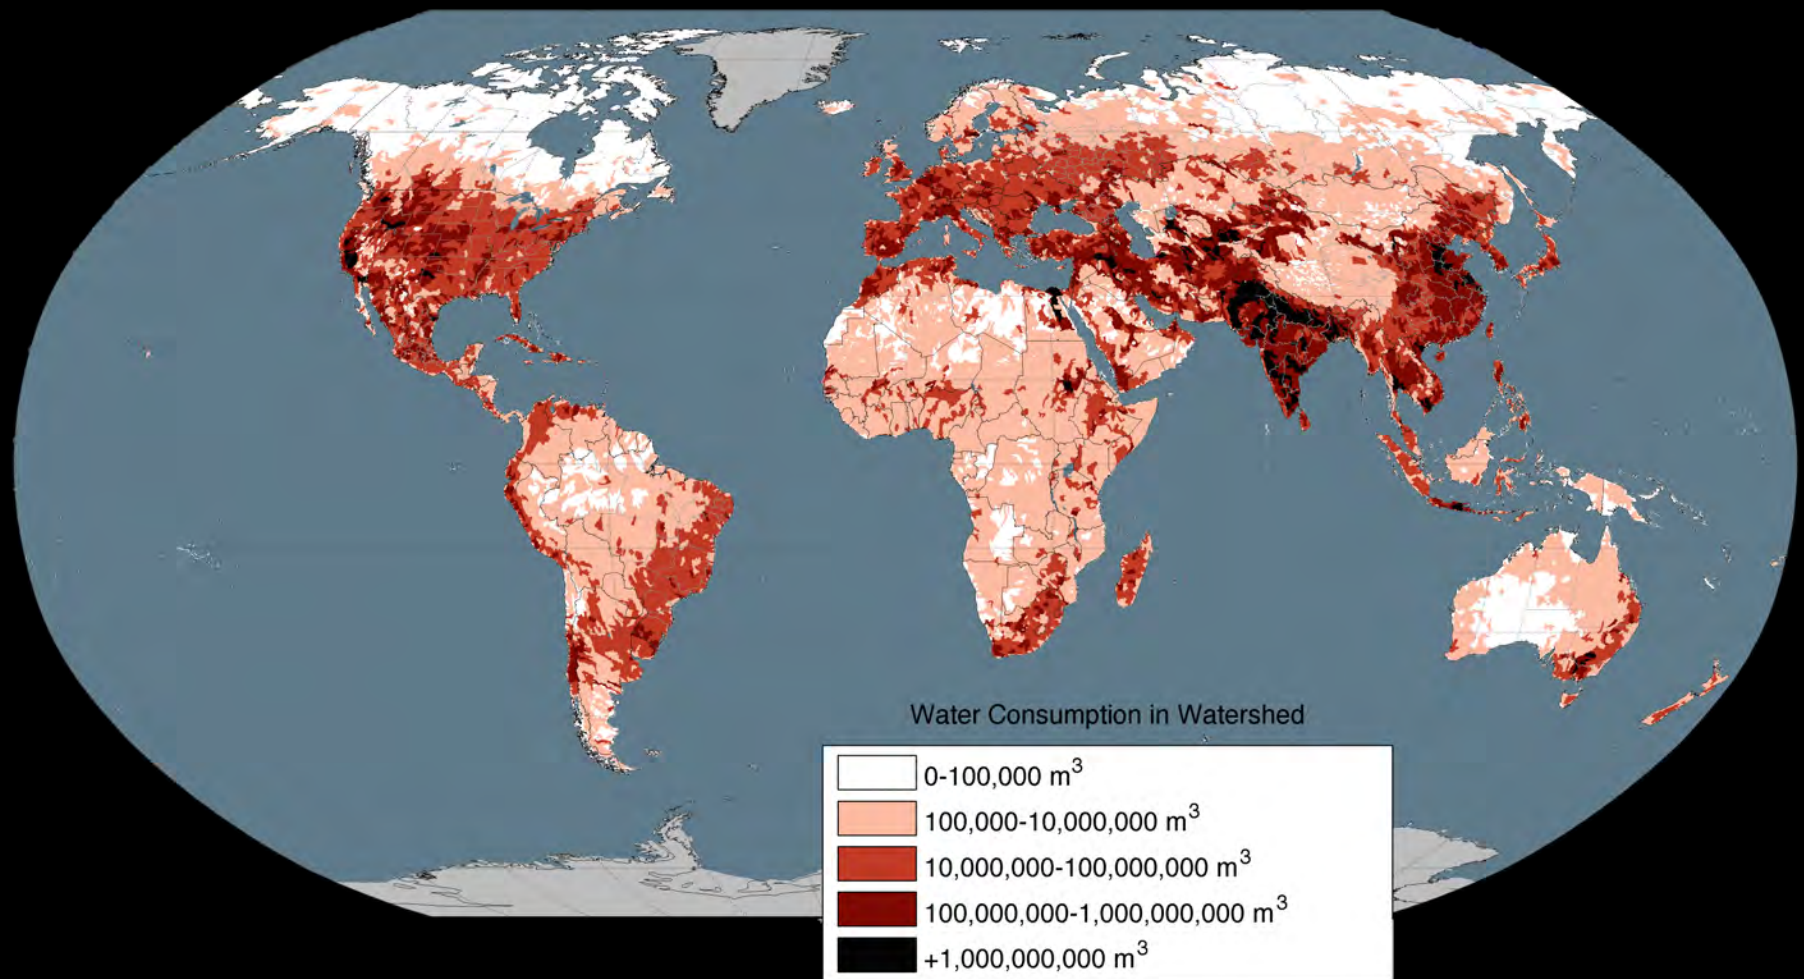 Water Consumption in Watershed
0-100,000 m³
100,000-10,000,000 m³
10,000,000-100,000,000 m³
100,000,000-1,000,000,000 m³
+1,000,000,000 m³